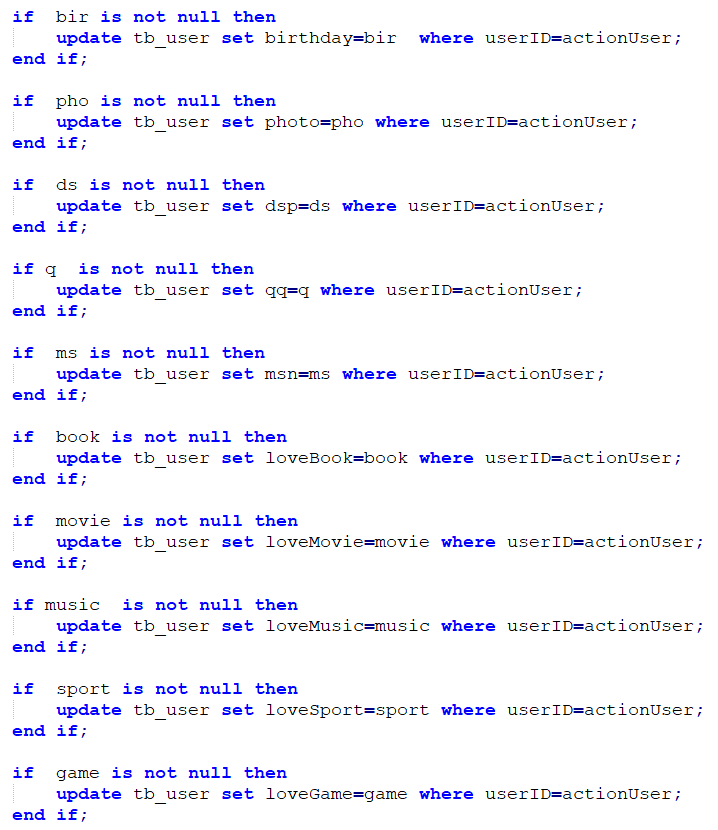 if  bir is not null then
    update tb_user set birthday=bir  where userID=actionUser;
end if;

if  pho is not null then
    update tb_user set photo=pho where userID=actionUser;
end if;

if  ds is not null then
    update tb_user set dsp=ds where userID=actionUser;
end if;

if q  is not null then
    update tb_user set qq=q where userID=actionUser;
end if;

if  ms is not null then
    update tb_user set msn=ms where userID=actionUser;
end if;

if  book is not null then
    update tb_user set loveBook=book where userID=actionUser;
end if;

if  movie is not null then
    update tb_user set loveMovie=movie where userID=actionUser;
end if;

if music  is not null then
    update tb_user set loveMusic=music where userID=actionUser;
end if;

if  sport is not null then
    update tb_user set loveSport=sport where userID=actionUser;
end if;

if  game is not null then
    update tb_user set loveGame=game where userID=actionUser;
end if;